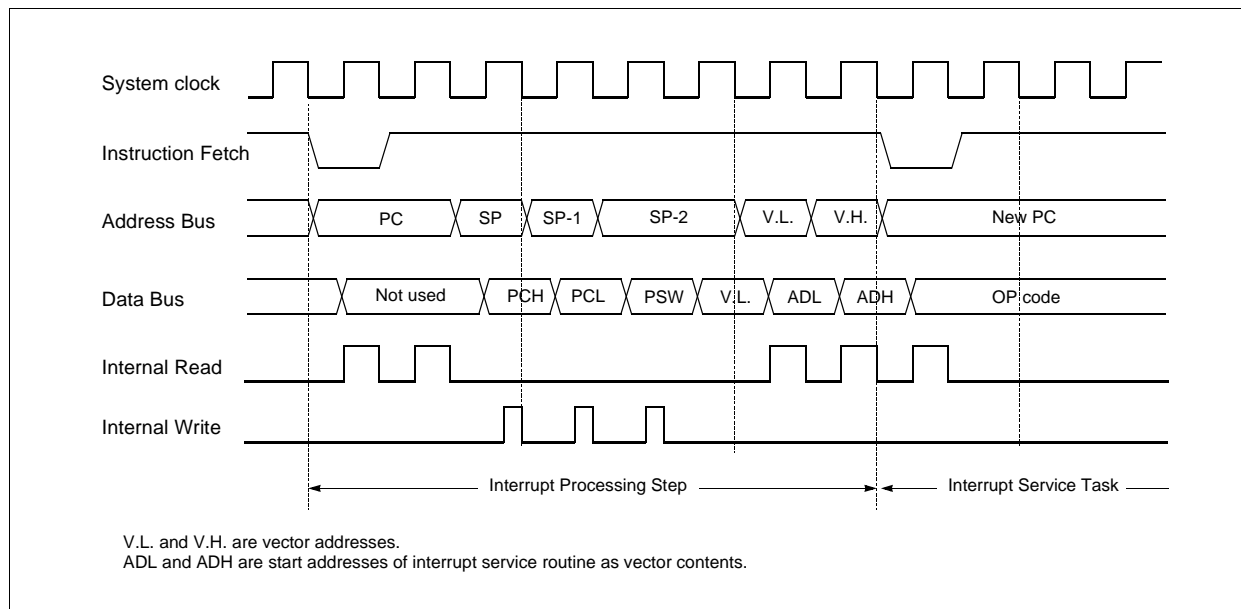 System clock
Instruction Fetch
Address Bus PC SP SP-1 SP-2 V.L. V.H. New PC
Data Bus Not used PCH PCL PSW V.L. ADL ADH OP code
Internal Read
Internal Write
Interrupt Processing Step Interrupt Service Task
V.L. and V.H. are vector addresses.
ADL and ADH are start addresses of interrupt service routine as vector contents.